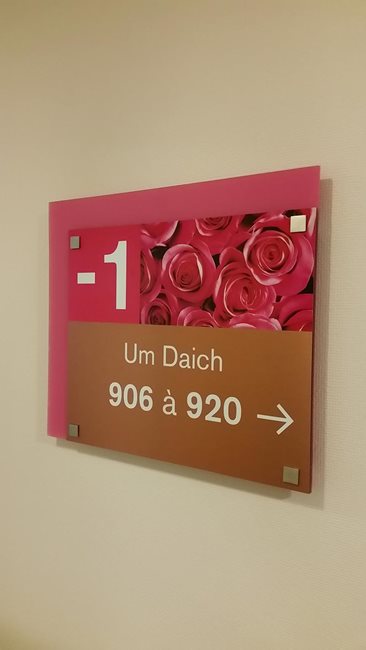 -1
Um Daich
906 à 920 →